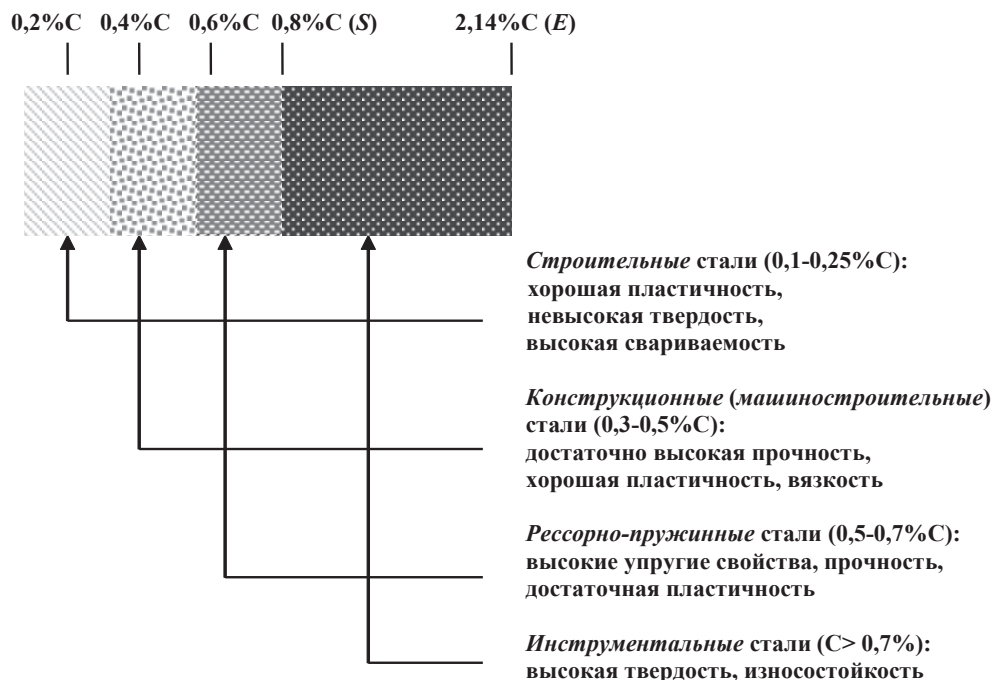 0,2%C 0,4%C 0,6%C 0,8%C (S) 2,14%C (E)
Строительные стали (0,1-0,25%C):
хорошая пластичность,
невысокая твердость,
высокая свариваемость
Конструкционные (машиностроительные)
стали (0,3-0,5%C):
достаточно высокая прочность,
хорошая пластичность, вязкость
Рессорно-пружинные стали (0,5-0,7%C):
высокие упругие свойства, прочность,
достаточная пластичность
Инструментальные стали (C> 0,7%):
высокая твердость, износостойкость